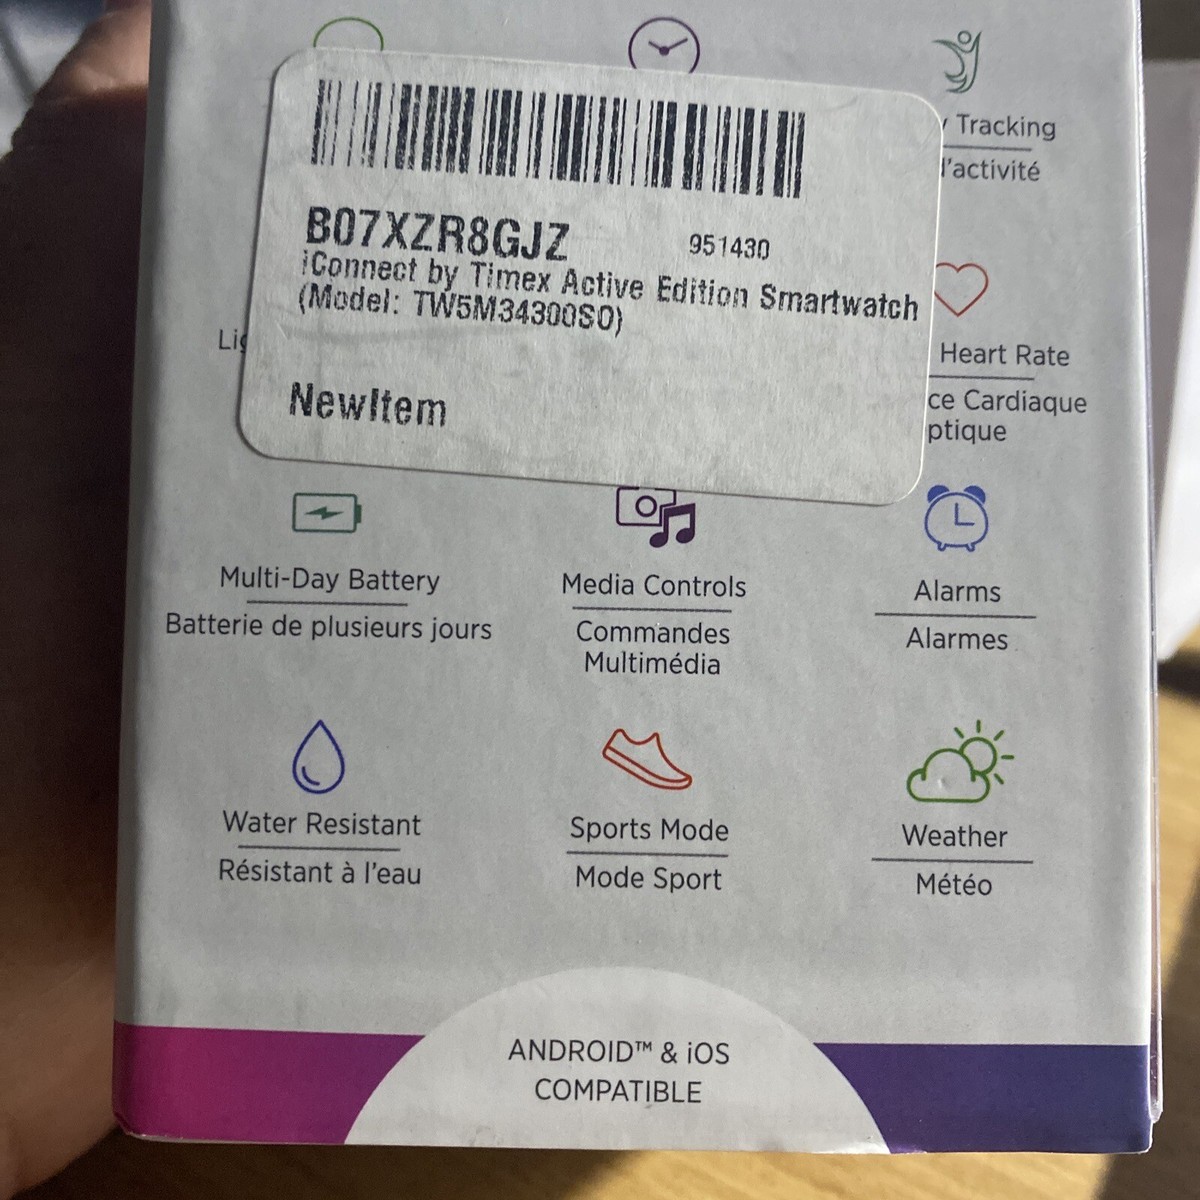 B07XZR8GJZ 951430
iConnect by Timex Active Edition Smartwatch
(Model: TW5M34300SO)
NewItem
Tracking
l'activité
Heart Rate
Cardiaque
Multi-Day Battery
Batterie de plusieurs jours
Media Controls
Commandes
Multimédia
Alarms
Alarmes
Water Resistant
Résistant à l'eau
Sports Mode
Mode Sport
Weather
Météo
ANDROID™ & iOS
COMPATIBLE